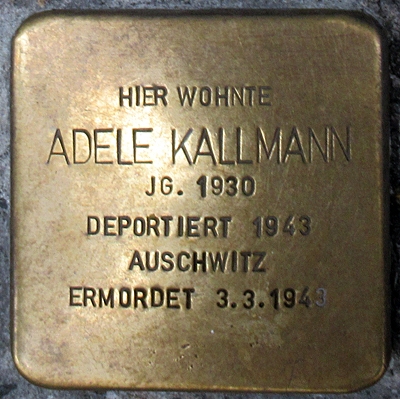 HIER WOHNTE
ADELE KALLMANN
JG. 1930
DEPORTIERT 1943
AUSCHWITZ
ERMORDET 3.3.1943